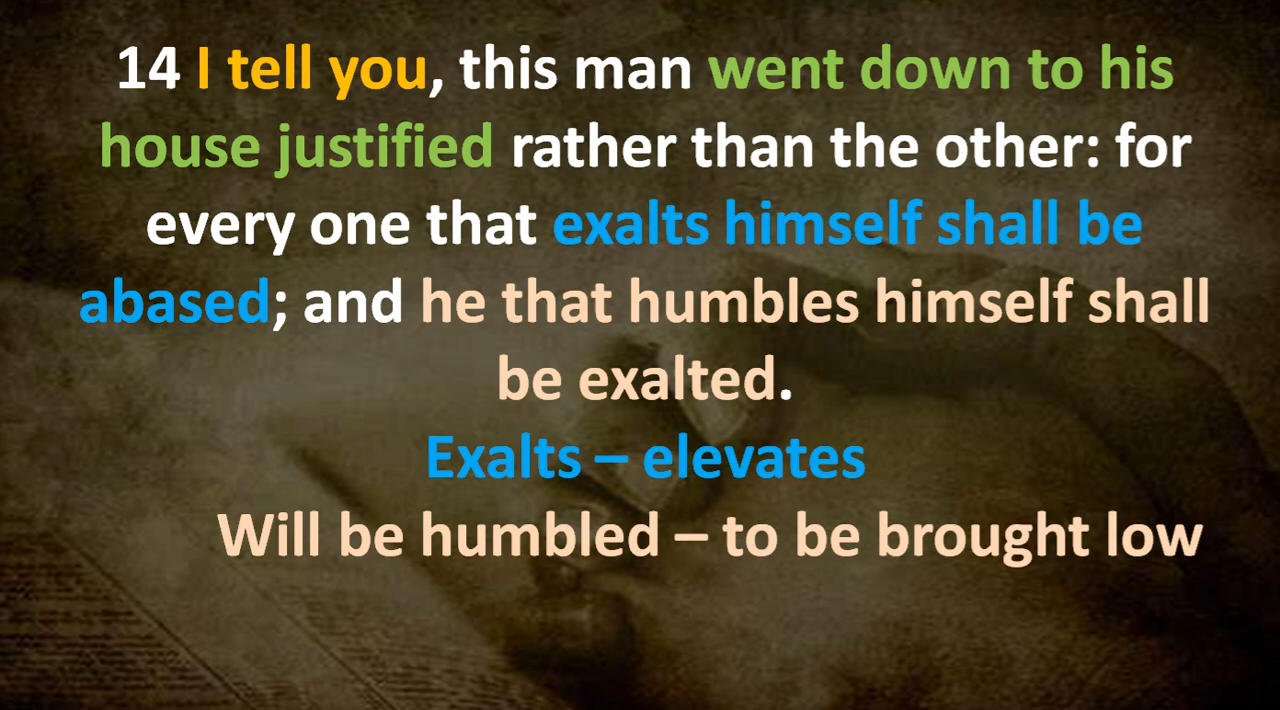 14 I tell you, this man went down to his
house justified rather than the other: for
every one that exalts himself shall be
abased; and he that humbles himself shall
be exalted.
Exalts – elevates
Will be humbled – to be brought low